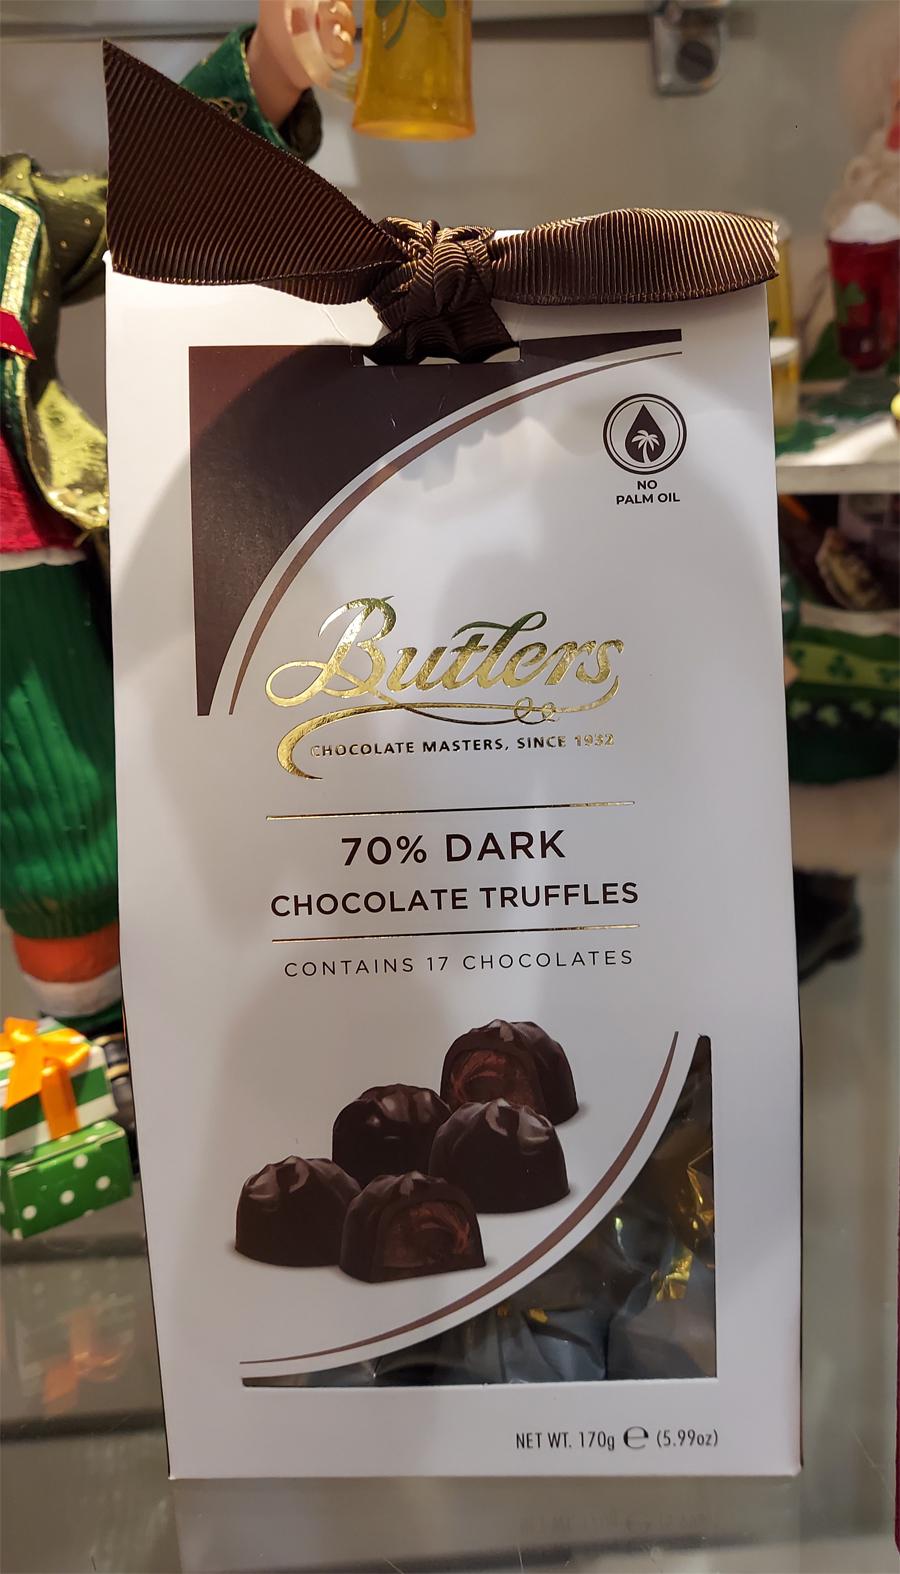 NO
PALM OIL
Butlers
CHOCOLATE MASTERS, SINCE 1932
70% DARK
CHOCOLATE TRUFFLES
CONTAINS 17 CHOCOLATES
NET WT. 170g ℮ (5.99oz)